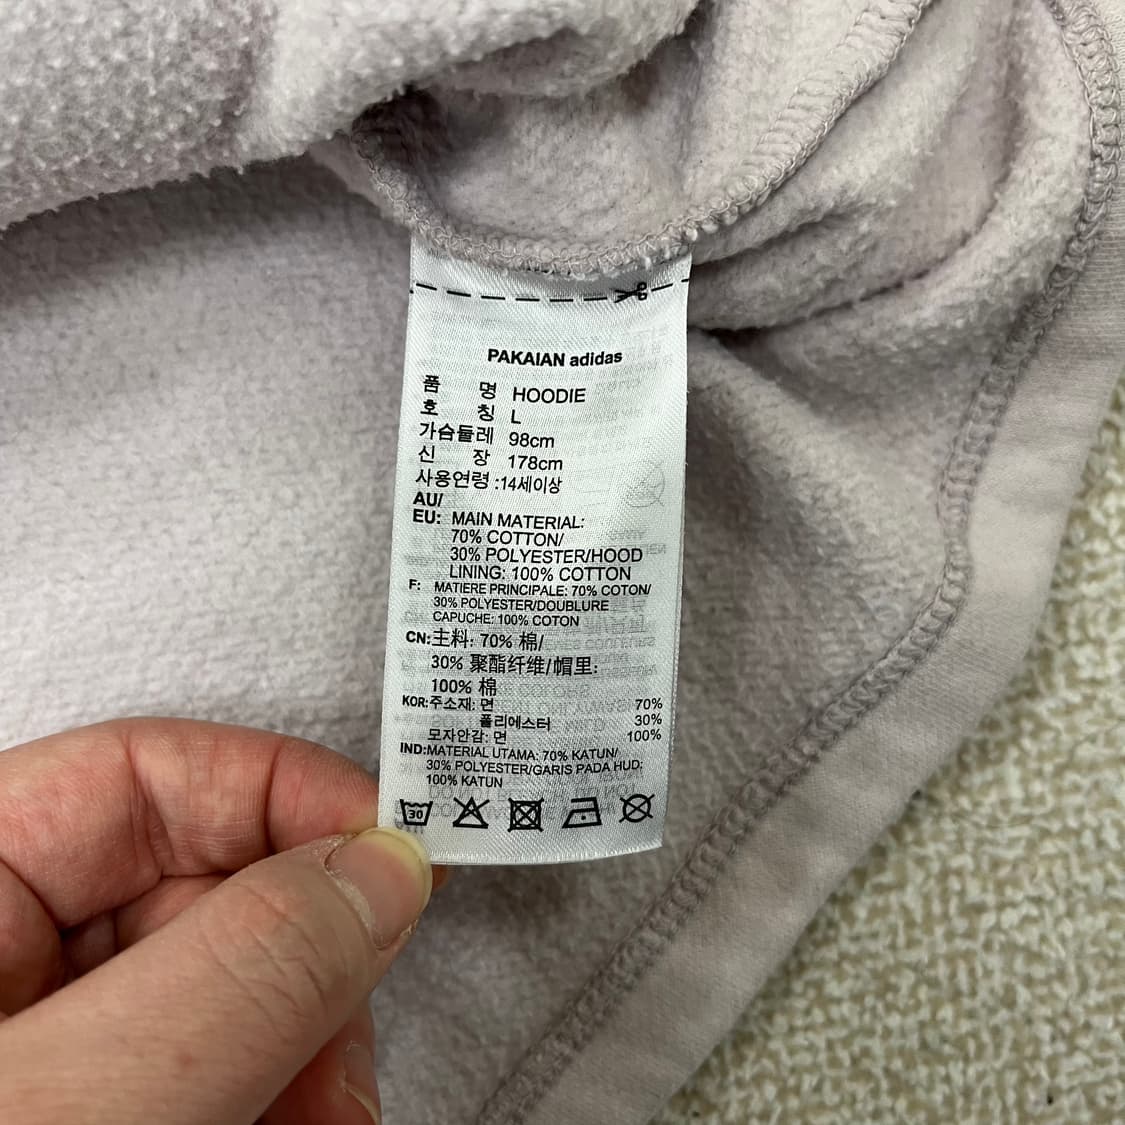 PAKAIAN adidas
품 명 HOODIE
호 칭 L
가슴둘레 98cm
신 장 178cm
사용연령 :14세이상
AU/
EU: MAIN MATERIAL:
70% COTTON/
30% POLYESTER/HOOD
LINING: 100% COTTON
F: MATIERE PRINCIPALE: 70% COTON/
30% POLYESTER/DOUBLURE
CAPUCHE: 100% COTON
CN:主料: 70% 棉/
30% 聚酯纤维/帽里:
100% 棉
KOR:주소재: 면 70%
폴리에스터 30%
모자안감: 면 100%
IND:MATERIAL UTAMA: 70% KATUN/
30% POLYESTER/GARIS PADA HUD:
100% KATUN
30